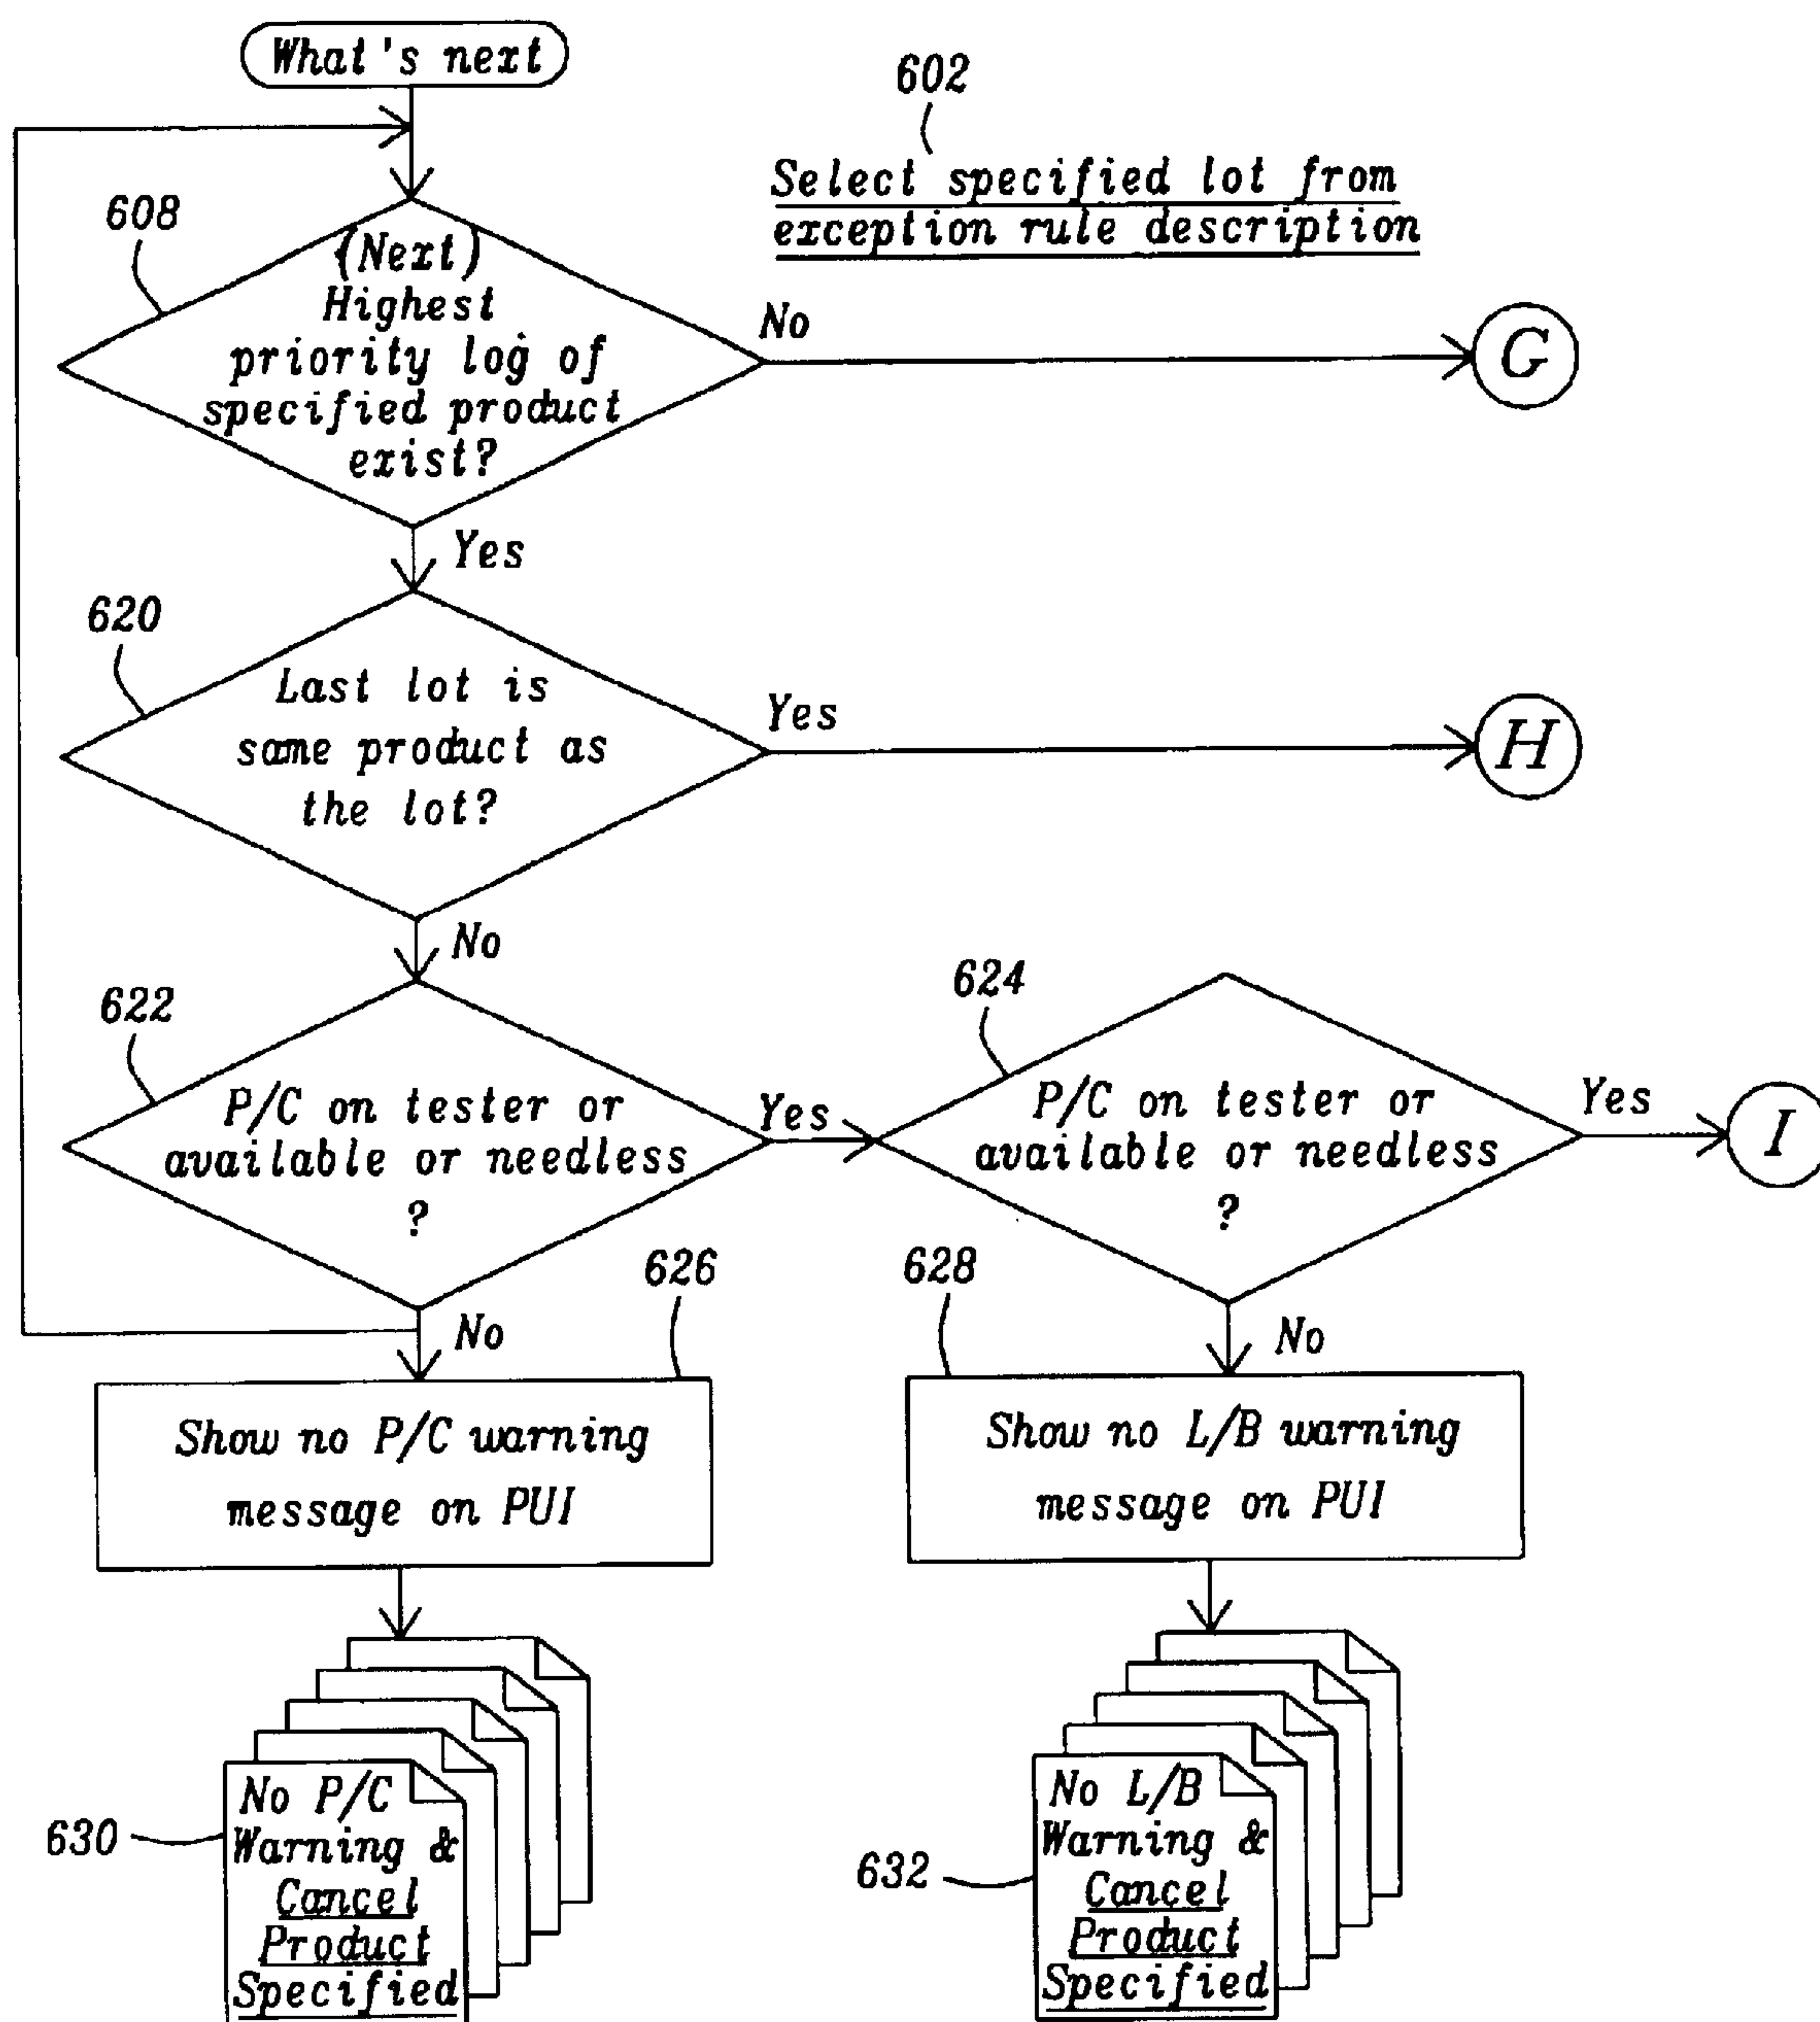 What's next
602
Select specified lot from
exception rule description
608
(Next)
Highest
priority log of
specified product
exist?
No
G
Yes
620
Last lot is
same product as
the lot?
Yes
H
No
622
P/C on tester or
available or needless
?
Yes
624
P/C on tester or
available or needless
?
Yes
I
No
626
Show no P/C warning
message on PUI
No
628
Show no L/B warning
message on PUI
630
No P/C
Warning &
Cancel
Product
Specified
632
No L/B
Warning &
Cancel
Product
Specified